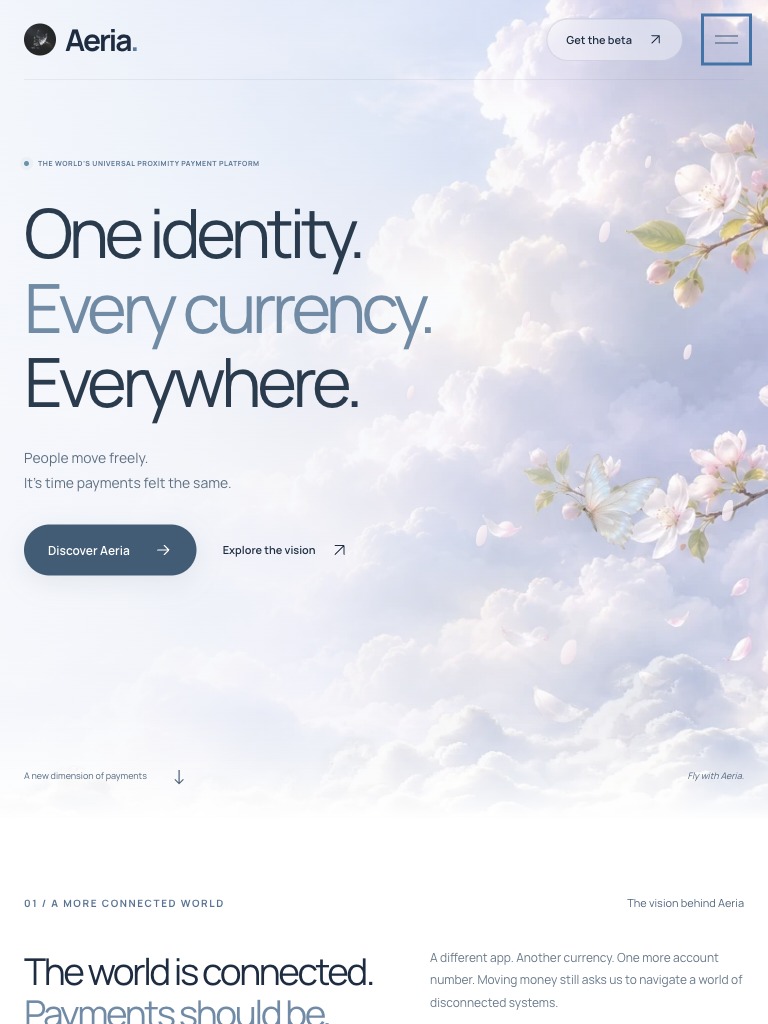 Aeria.
Get the beta
THE WORLD'S UNIVERSAL PROXIMITY PAYMENT PLATFORM
One identity.
Every currency.
Everywhere.
People move freely.
It's time payments felt the same.
Discover Aeria
Explore the vision
A new dimension of payments
Fly with Aeria.
01 / A MORE CONNECTED WORLD
The vision behind Aeria
The world is connected.
Payments should be.
A different app. Another currency. One more account
number. Moving money still asks us to navigate a world of
disconnected systems.